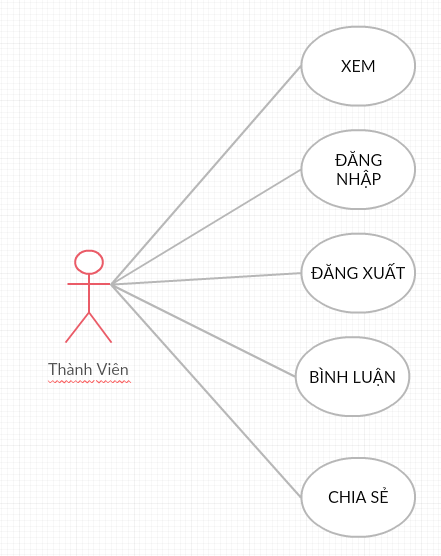 XEM
ĐĂNG
NHẬP
ĐĂNG XUẤT
Thành Viên
BÌNH LUẬN
CHIA SẺ